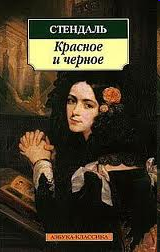 СТЕНДАЛЬ
Красное
и черное
АЗБУКА-КЛАССИКА